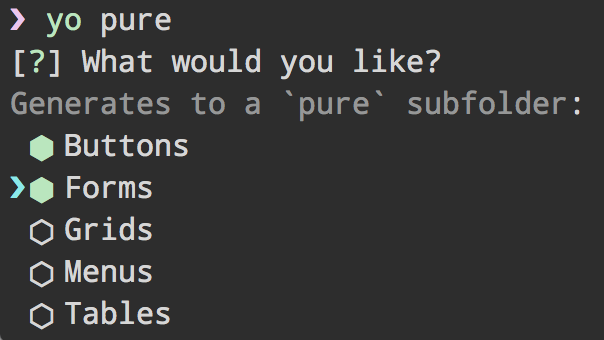 ❯ yo pure
[?] What would you like?
Generates to a `pure` subfolder:
⬢ Buttons
❯⬢ Forms
⬡ Grids
⬡ Menus
⬡ Tables